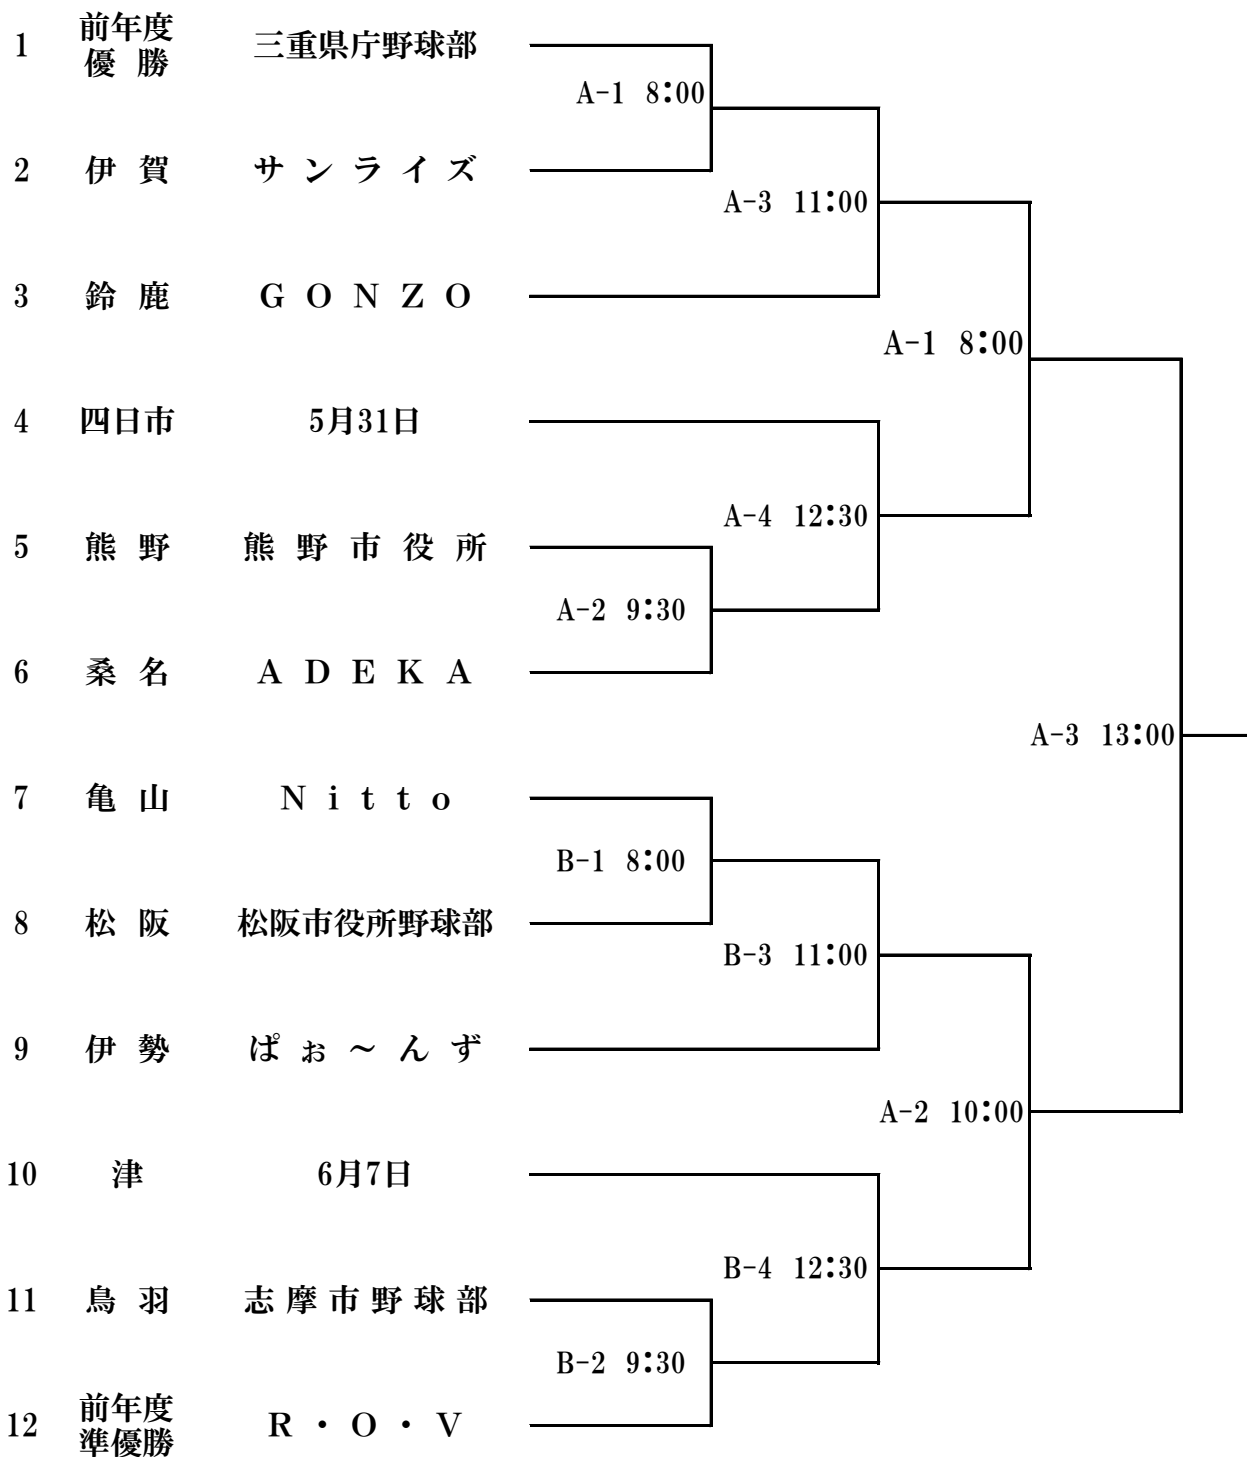 1 前年度 三重県庁野球部
優勝
A-1 8:00
2 伊賀 サンライズ
A-3 11:00
3 鈴鹿 GONZO
A-1 8:00
4 四日市 5月31日
A-4 12:30
5 熊野 熊野市役所
A-2 9:30
6 桑名 ADEKA
A-3 13:00
7 亀山 Nitto
B-1 8:00
8 松阪 松阪市役所野球部
B-3 11:00
9 伊勢 ぱぉ～んず
A-2 10:00
10 津 6月7日
B-4 12:30
11 鳥羽 志摩市野球部
B-2 9:30
12 前年度 R・O・V
準優勝